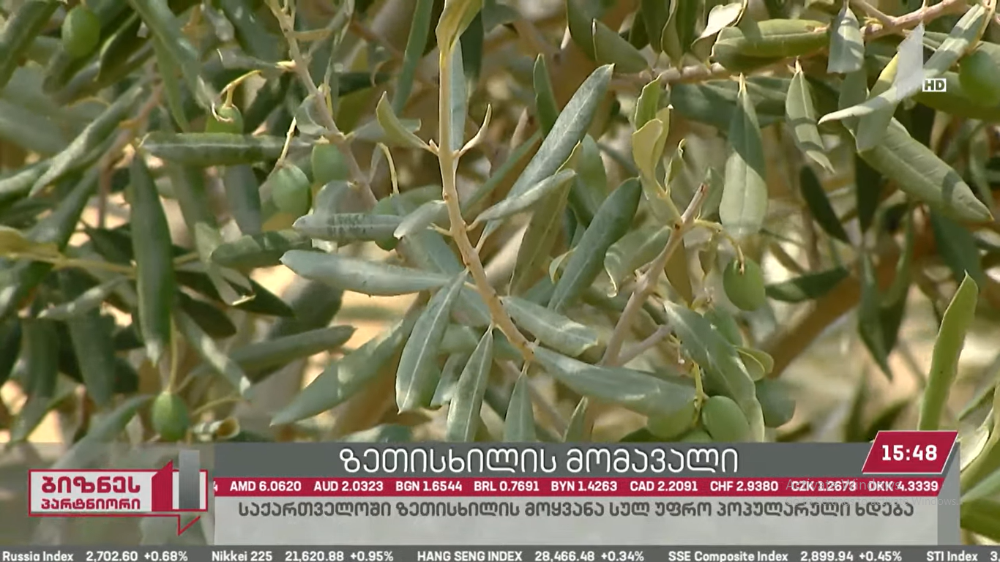 HD
ზეთისხილის მომავალი
15:48
ბიზნეს
პარტნიორი
AMD 6.0620 AUD 2.0323 BGN 1.6544 BRL 0.7691 BYN 1.4263 CAD 2.2091 CHF 2.9380 CZK 1.2673 DKK 4.3339
Activate Windows
საქართველოში ზეთისხილის მოყვანა სულ უფრო პოპულარული ხდება
Russia Index 2,702.60 +0.68% Nikkei 225 21,620.88 +0.95% HANG SENG INDEX 28,466.48 +0.34% SSE Composite Index 2,899.94 +0.45% STI Index